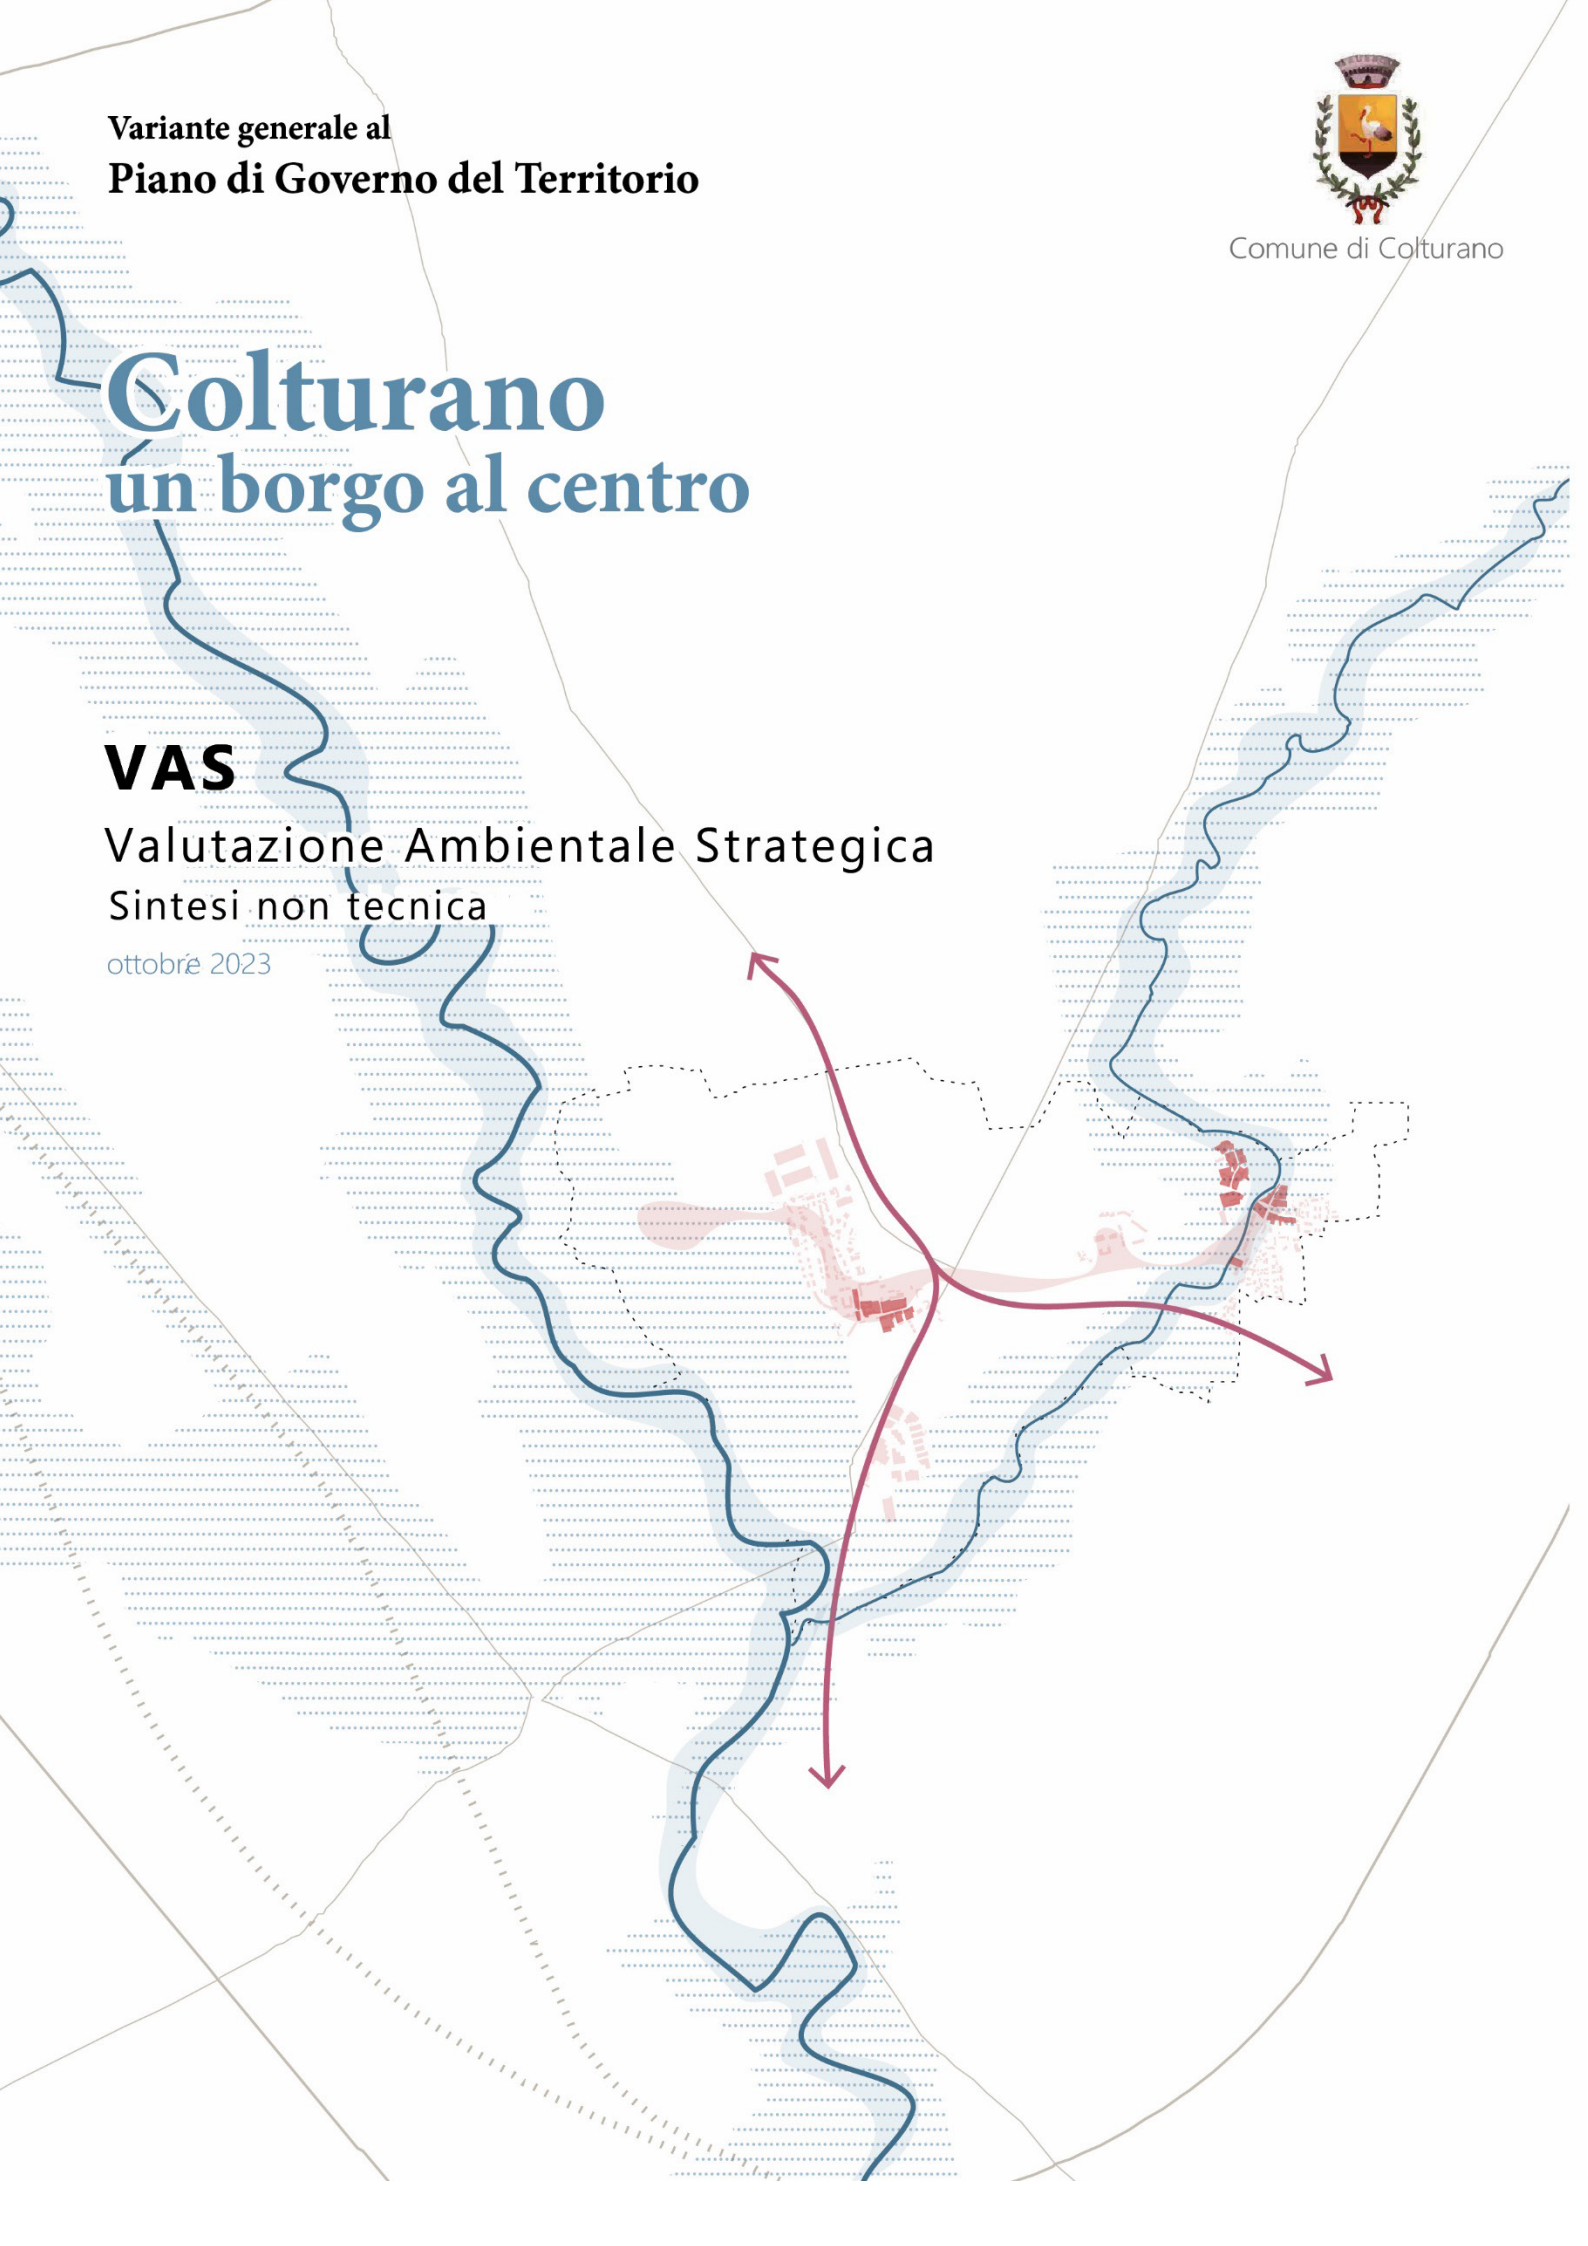 Variante generale al
Piano di Governo del Territorio
Comune di Colturano
Colturano
un borgo al centro
VAS
Valutazione Ambientale Strategica
Sintesi non tecnica
ottobre 2023